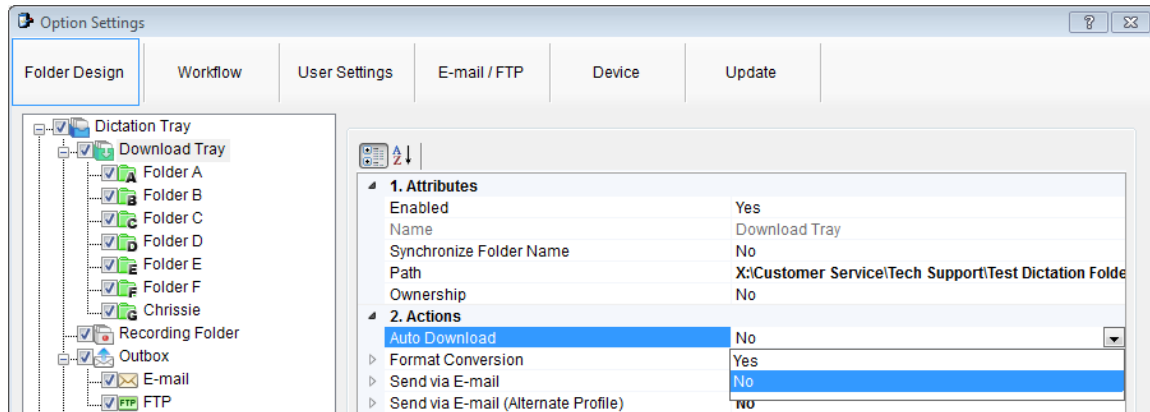 Option Settings
Folder Design Workflow User Settings E-mail / FTP Device Update
Dictation Tray
Download Tray
A Folder A
B Folder B
C Folder C
D Folder D
E Folder E
F Folder F
G Chrissie
Recording Folder
Outbox
E-mail
FTP FTP
A Z
1. Attributes
Enabled Yes
Name Download Tray
Synchronize Folder Name No
Path X:\Customer Service\Tech Support\Test Dictation Folde
Ownership No
2. Actions
Auto Download No
Format Conversion Yes
Send via E-mail No
Send via E-mail (Alternate Profile) No